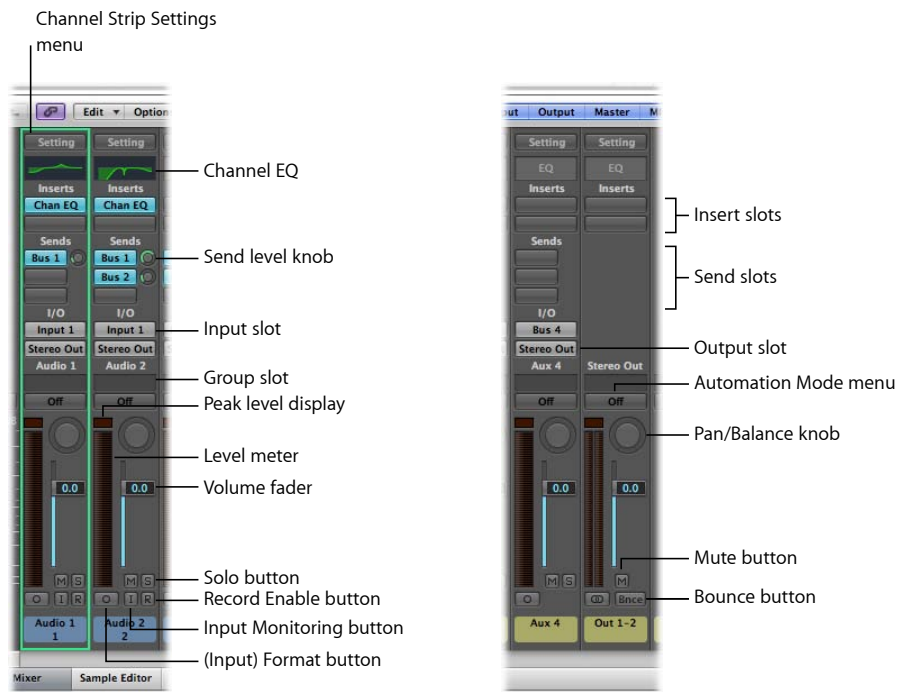 Channel Strip Settings
menu
Edit
Output Master
Setting Setting
Setting Setting
Channel EQ
EQ EQ
Inserts Inserts
Inserts Inserts
Chan EQ Chan EQ
Insert slots
Sends Sends
Sends
Bus 1 Bus 1
Send level knob
Bus 2
Send slots
I/O I/O
I/O
Input 1 Input 1
Input slot
Bus 4
Stereo Out Stereo Out
Stereo Out
Output slot
Audio 1 Audio 2
Aux 4 Stereo Out
Group slot
Automation Mode menu
Off Off
Off Off
Peak level display
Pan/Balance knob
Level meter
0.0 0.0
Volume fader
0.0 0.0
Mute button
M S M S
Solo button
M S M
I R I R
Record Enable button
Bnce
Bounce button
Audio 1 Audio 2
Input Monitoring button
Aux 4 Out 1-2
1 2
(Input) Format button
Mixer Sample Editor